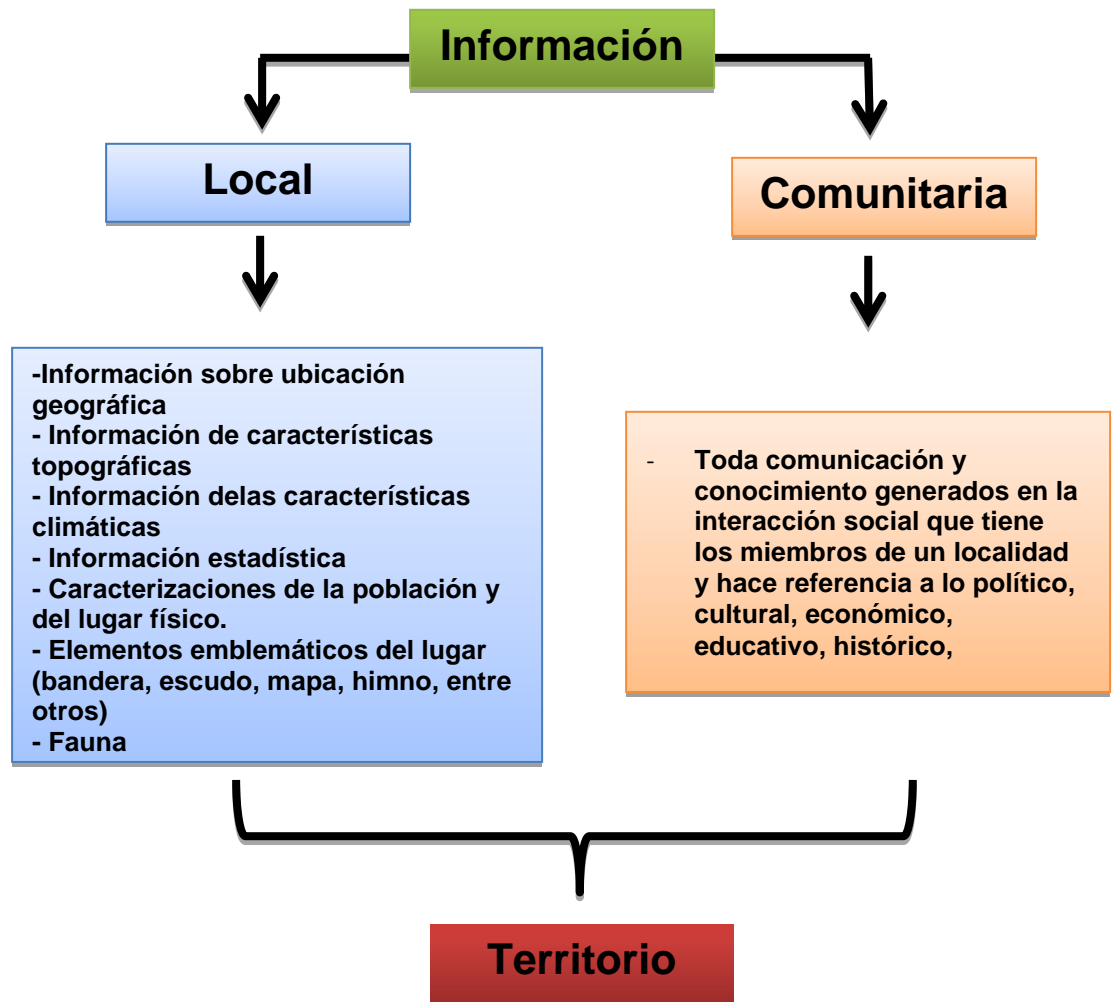 Información
Local
Comunitaria
-Información sobre ubicación
geográfica
- Información de características
topográficas
- Información delas características
climáticas
- Información estadística
- Caracterizaciones de la población y
del lugar físico.
- Elementos emblemáticos del lugar
(bandera, escudo, mapa, himno, entre
otros)
- Fauna
- Toda comunicación y
conocimiento generados en la
interacción social que tiene
los miembros de un localidad
y hace referencia a lo político,
cultural, económico,
educativo, histórico,
Territorio